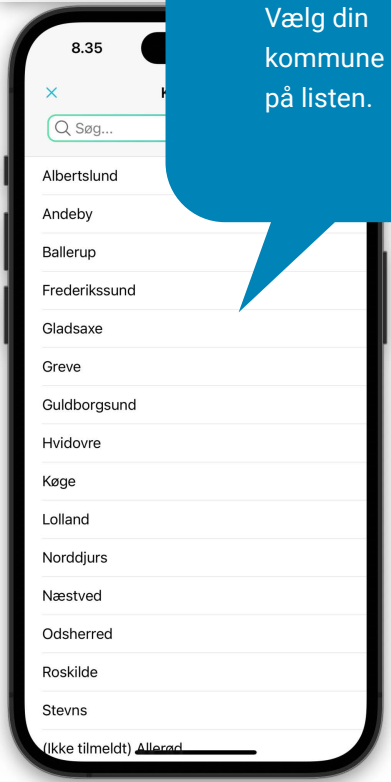 Vælg din
kommune
på listen.
8.35
Søg...
Albertslund
Andeby
Ballerup
Frederikssund
Gladsaxe
Greve
Guldborgsund
Hvidovre
Køge
Lolland
Norddjurs
Næstved
Odsherred
Roskilde
Stevns
(Ikke tilmeldt) Allerød